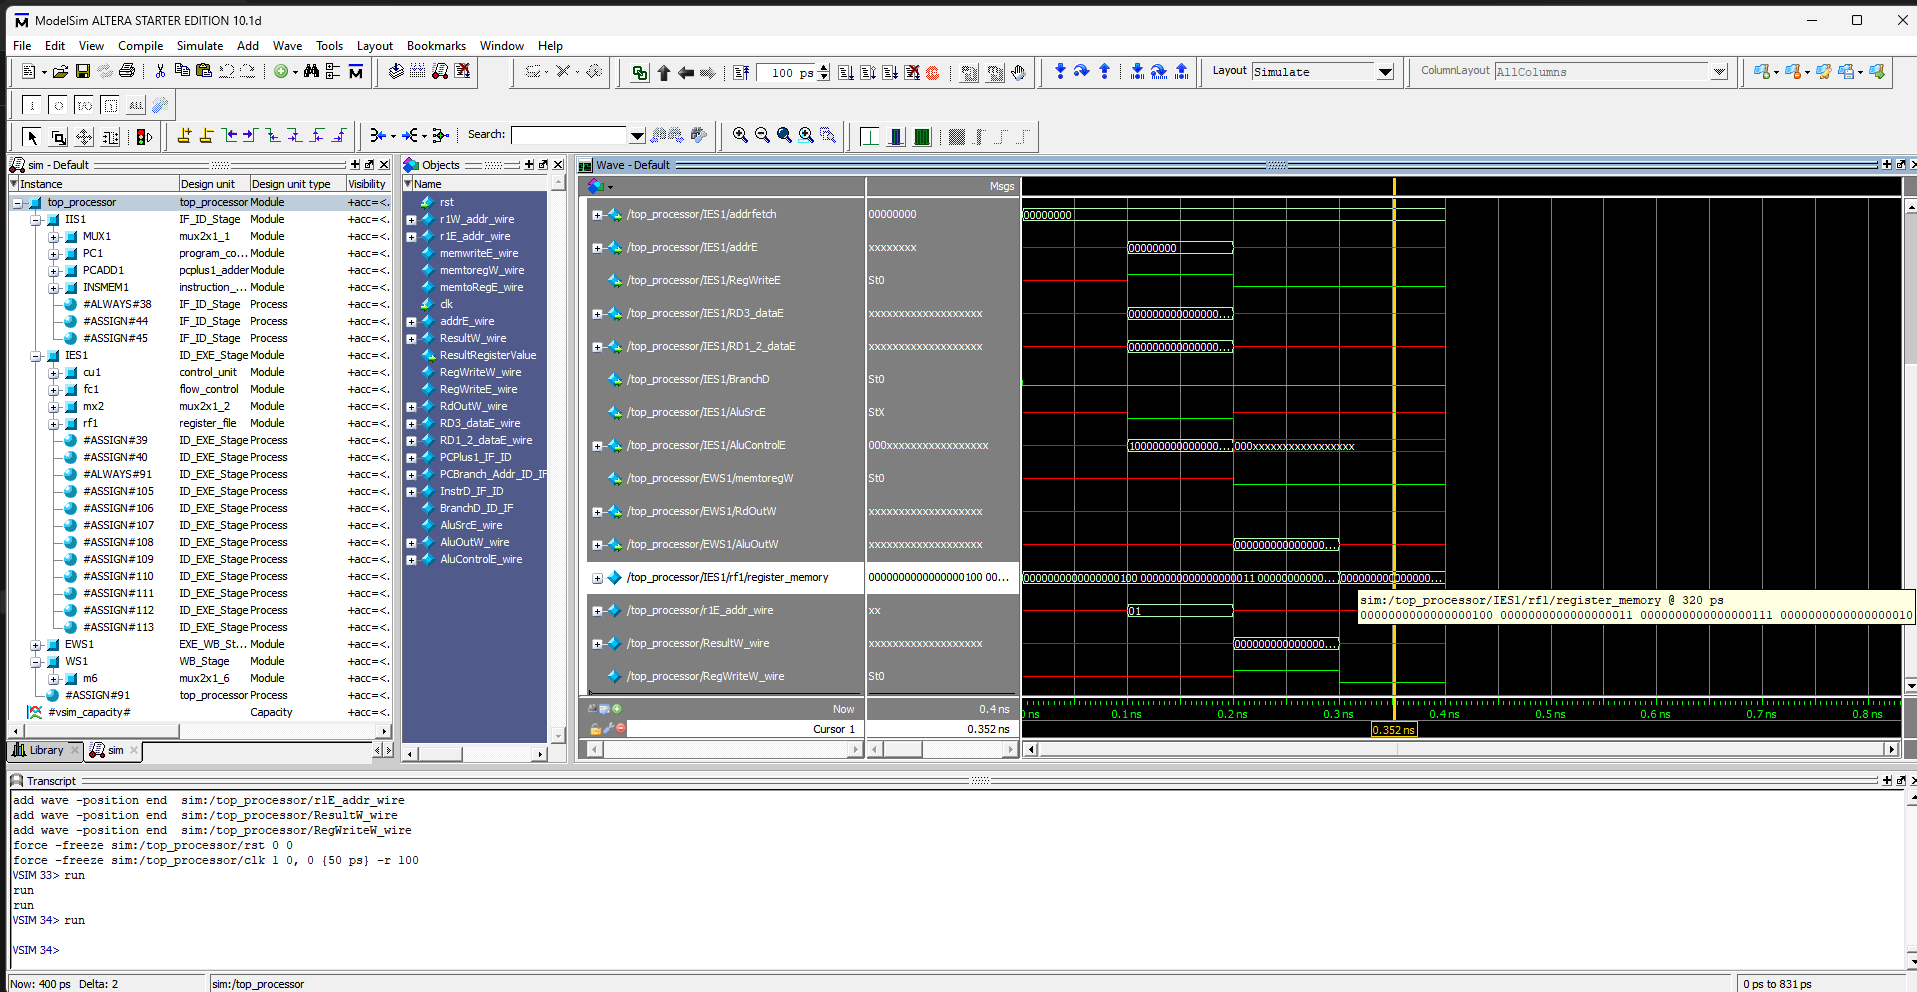 ModelSim ALTERA STARTER EDITION 10.1d
File Edit View Compile Simulate Add Wave Tools Layout Bookmarks Window Help
100 ps
Layout Simulate
ColumnLayout AllColumns
ALL
Search:
sim - Default
Instance Design unit Design unit type Visibility
top_processor top_processor Module +acc=<.
IIS1 IF_ID_Stage Module +acc=<.
MUX1 mux2x1_1 Module +acc=<.
PC1 program_co... Module +acc=<.
PCADD1 pcplus1_adder Module +acc=<.
INSMEM1 instruction_... Module +acc=<.
#ALWAYS#38 IF_ID_Stage Process +acc=<.
#ASSIGN#44 IF_ID_Stage Process +acc=<.
#ASSIGN#45 IF_ID_Stage Process +acc=<.
IES1 ID_EXE_Stage Module +acc=<.
cu1 control_unit Module +acc=<.
fc1 flow_control Module +acc=<.
mx2 mux2x1_2 Module +acc=<.
rf1 register_file Module +acc=<.
#ASSIGN#39 ID_EXE_Stage Process +acc=<.
#ASSIGN#40 ID_EXE_Stage Process +acc=<.
#ALWAYS#91 ID_EXE_Stage Process +acc=<.
#ASSIGN#105 ID_EXE_Stage Process +acc=<.
#ASSIGN#106 ID_EXE_Stage Process +acc=<.
#ASSIGN#107 ID_EXE_Stage Process +acc=<.
#ASSIGN#108 ID_EXE_Stage Process +acc=<.
#ASSIGN#109 ID_EXE_Stage Process +acc=<.
#ASSIGN#110 ID_EXE_Stage Process +acc=<.
#ASSIGN#111 ID_EXE_Stage Process +acc=<.
#ASSIGN#112 ID_EXE_Stage Process +acc=<.
#ASSIGN#113 ID_EXE_Stage Process +acc=<.
EWS1 EXE_WB_St... Module +acc=<.
WS1 WB_Stage Module +acc=<.
m6 mux2x1_6 Module +acc=<.
#ASSIGN#91 top_processor Process +acc=<.
#vsim_capacity# Capacity +acc=<.
Library sim
Objects
Name
rst
r1W_addr_wire
r1E_addr_wire
memwriteE_wire
memtoregW_wire
memtoRegE_wire
clk
addrE_wire
ResultW_wire
ResultRegisterValue
RegWriteW_wire
RegWriteE_wire
RdOutW_wire
RD3_dataE_wire
RD1_2_dataE_wire
PCPlus1_IF_ID
PCBranch_Addr_ID_IF
InstrD_IF_ID
BranchD_ID_IF
AluSrcE_wire
AluOutW_wire
AluControlE_wire
Wave - Default
Msgs
/top_processor/IES1/addrfetch 00000000 00000000
/top_processor/IES1/addrE xxxxxxxx 00000000
/top_processor/IES1/RegWriteE St0
/top_processor/IES1/RD3_dataE xxxxxxxxxxxxxxxxxxx 000000000000000...
/top_processor/IES1/RD1_2_dataE xxxxxxxxxxxxxxxxxxx 000000000000000...
/top_processor/IES1/BranchD St0
/top_processor/IES1/AluSrcE StX
/top_processor/IES1/AluControlE 000xxxxxxxxxxxxxxxx 100000000000000... 000xxxxxxxxxxxxxxxx
/top_processor/EWS1/memtoregW St0
/top_processor/EWS1/RdOutW xxxxxxxxxxxxxxxxxxx
/top_processor/EWS1/AluOutW xxxxxxxxxxxxxxxxxxx 000000000000000...
/top_processor/IES1/rf1/register_memory 0000000000000000100 00... 0000000000000000100 0000000000000000011 00000000000... 000000000000000...
/top_processor/r1E_addr_wire xx 01
/top_processor/ResultW_wire xxxxxxxxxxxxxxxxxxx 000000000000000...
/top_processor/RegWriteW_wire St0
sim:/top_processor/IES1/rf1/register_memory @ 320 ps
0000000000000000100 0000000000000000011 0000000000000000111 0000000000000000010
Now 0.4 ns
ns 0.1 ns 0.2 ns 0.3 ns 0.4 ns 0.5 ns 0.6 ns 0.7 ns 0.8 ns
Cursor 1 0.352 ns 0.352 ns
Transcript
add wave -position end sim:/top_processor/r1E_addr_wire
add wave -position end sim:/top_processor/ResultW_wire
add wave -position end sim:/top_processor/RegWriteW_wire
force -freeze sim:/top_processor/rst 0 0
force -freeze sim:/top_processor/clk 1 0, 0 {50 ps} -r 100
VSIM 33> run
run
run
VSIM 34> run
VSIM 34>
Now: 400 ps Delta: 2 sim:/top_processor 0 ps to 831 ps